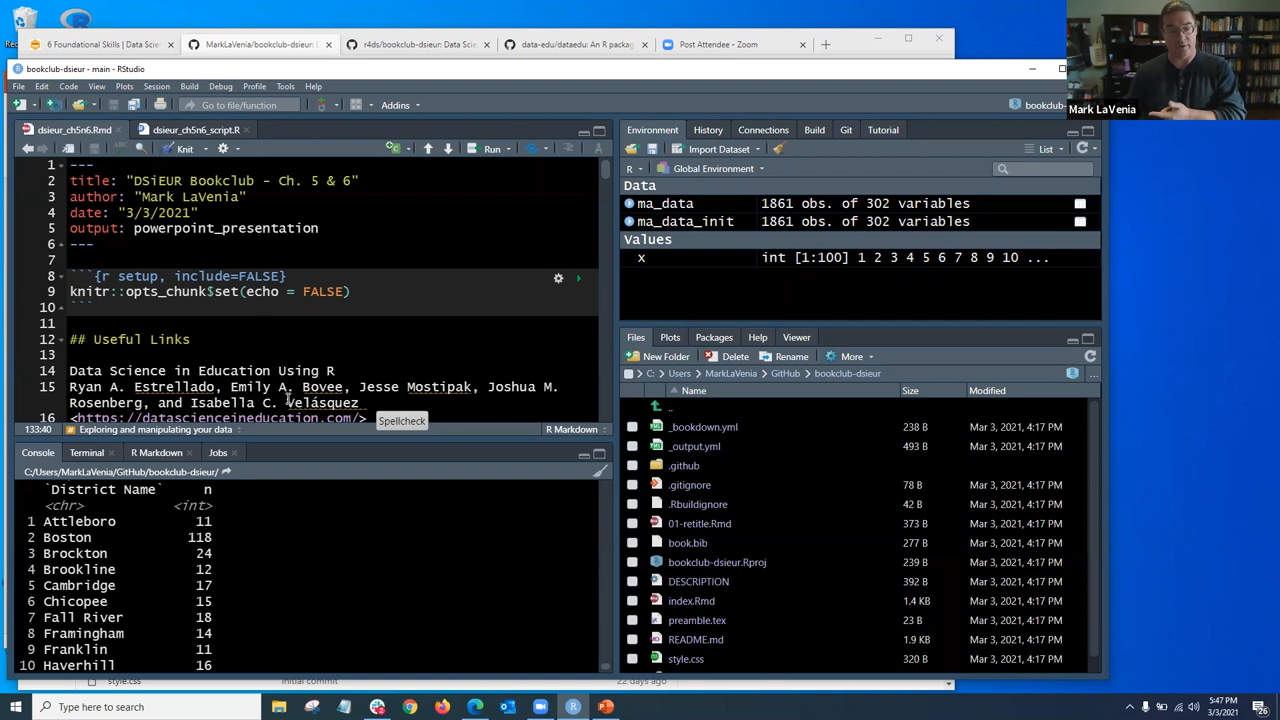 6 Foundational Skills | Data Scien
MarkLaVenia/bookclub-dsieur: D
r4ds/bookclub-dsieur: Data Scien
data-edu/dataedu: An R packag
Post Attendee - Zoom
Mark LaVenia
bookclub-dsieur - main - RStudio
File Edit Code View Plots Session Build Debug Profile Tools Help
Go to file/function
Addins
bookclub-
dsieur_ch5n6.Rmd
dsieur_ch5n6_script.R
Knit
Run
1 ---
2 title: "DSiEUR Bookclub - Ch. 5 & 6"
3 author: "Mark LaVenia"
4 date: "3/3/2021"
5 output: powerpoint_presentation
6 ---
7
8 ```{r setup, include=FALSE}
9 knitr::opts_chunk$set(echo = FALSE)
10 ```
11
12 ## Useful Links
13
14 Data Science in Education Using R
15 Ryan A. Estrellado, Emily A. Bovee, Jesse Mostipak, Joshua M.
Rosenberg, and Isabella C. Velásquez
16 <https://datascienceineducation.com/>
Spellcheck
133:40 Exploring and manipulating your data R Markdown
Console Terminal R Markdown Jobs
C:/Users/MarkLaVenia/GitHub/bookclub-dsieur/
`District Name` n
<chr> <int>
1 Attleboro 11
2 Boston 118
3 Brockton 24
4 Brookline 12
5 Cambridge 17
6 Chicopee 15
7 Fall River 18
8 Framingham 14
9 Franklin 11
10 Haverhill 16
Environment History Connections Build Git Tutorial
Import Dataset
List
R Global Environment
Data
ma_data 1861 obs. of 302 variables
ma_data_init 1861 obs. of 302 variables
Values
x int [1:100] 1 2 3 4 5 6 7 8 9 10 ...
Files Plots Packages Help Viewer
New Folder Delete Rename More
C: Users MarkLaVenia GitHub bookclub-dsieur
Name Size Modified
..
_bookdown.yml 238 B Mar 3, 2021, 4:17 PM
_output.yml 493 B Mar 3, 2021, 4:17 PM
.github
.gitignore 78 B Mar 3, 2021, 4:17 PM
.Rbuildignore 42 B Mar 3, 2021, 4:17 PM
01-retitle.Rmd 373 B Mar 3, 2021, 4:17 PM
book.bib 277 B Mar 3, 2021, 4:17 PM
bookclub-dsieur.Rproj 239 B Mar 3, 2021, 4:17 PM
DESCRIPTION 392 B Mar 3, 2021, 4:17 PM
index.Rmd 1.4 KB Mar 3, 2021, 4:17 PM
preamble.tex 23 B Mar 3, 2021, 4:17 PM
README.md 1.9 KB Mar 3, 2021, 4:17 PM
style.css 320 B Mar 3, 2021, 4:17 PM
style.css Initial commit 22 days ago
Type here to search
5:47 PM
3/3/2021
26